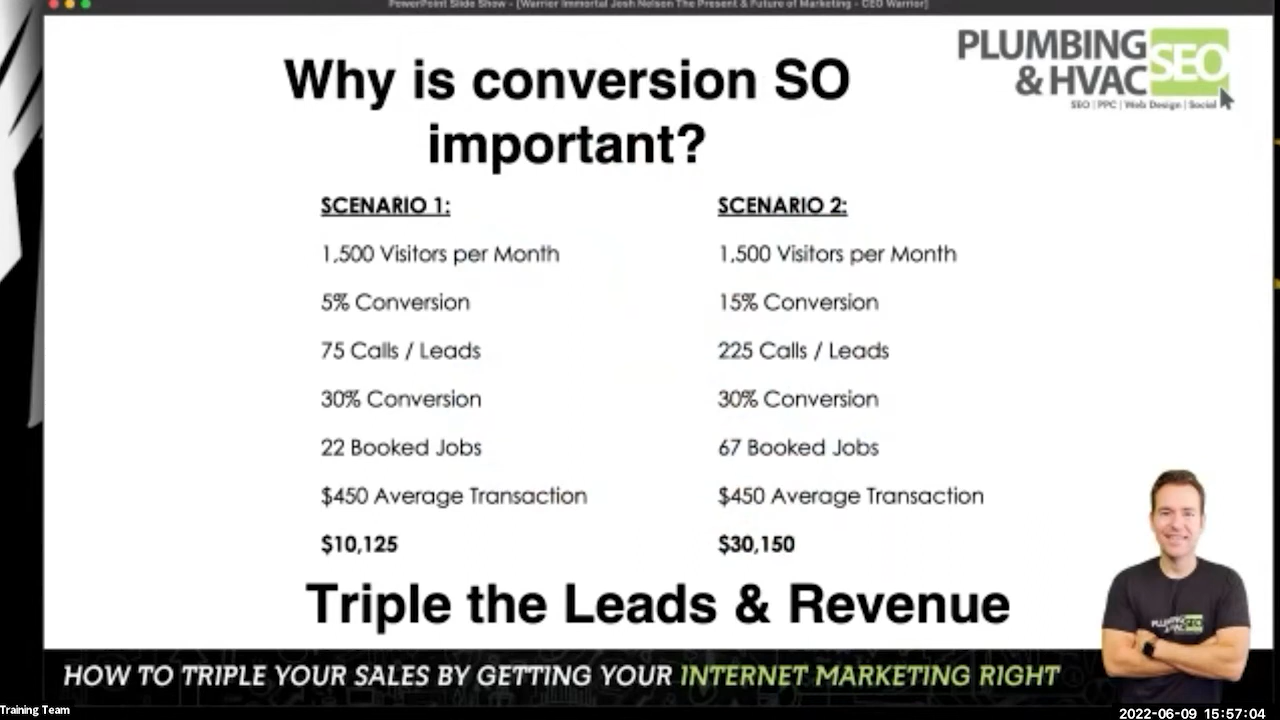 PowerPoint Slide Show - [Warrior Immortal Josh Nelson The Present & Future of Marketing - CEO Warrior]
PLUMBING
& HVAC
SEO
SEO | PPC | Web Design | Social
Why is conversion SO
important?
SCENARIO 1:
1,500 Visitors per Month
5% Conversion
75 Calls / Leads
30% Conversion
22 Booked Jobs
$450 Average Transaction
$10,125
SCENARIO 2:
1,500 Visitors per Month
15% Conversion
225 Calls / Leads
30% Conversion
67 Booked Jobs
$450 Average Transaction
$30,150
Triple the Leads & Revenue
PLUMBING SEO
& HVAC
HOW TO TRIPLE YOUR SALES BY GETTING YOUR INTERNET MARKETING RIGHT
Training Team
2022-06-09 15:57:04